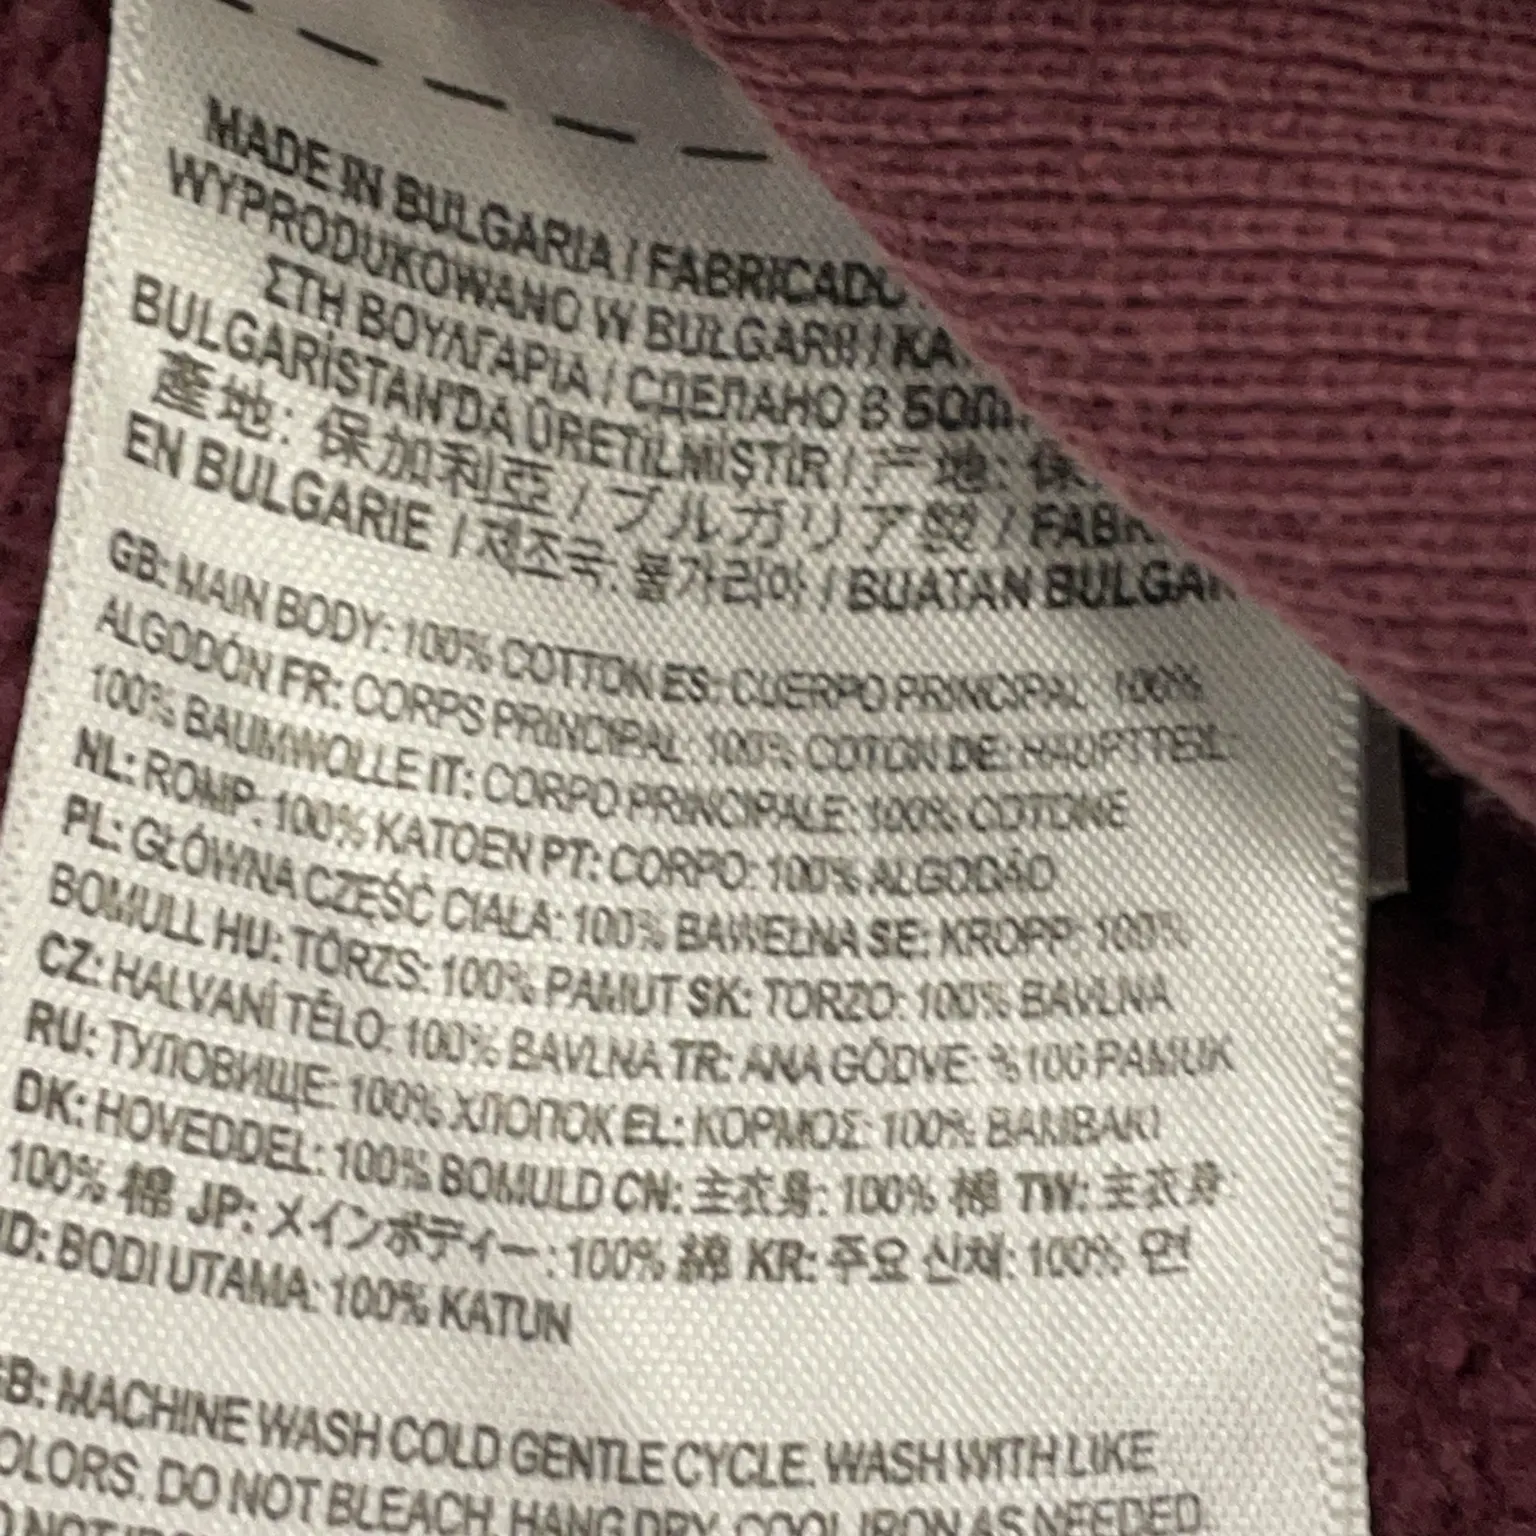 MADE IN BULGARIA / FABRICADO
WYPRODUKOWANO W BUŁGARII / ΚΑ
ΣΤΗ ΒΟΥΛΓΑΡΙΑ / СДЕЛАНО В БОЛ
BULGARİSTAN'DA ÜRETİLMİŞTİR / 产地: 保
產地: 保加利亞 / ブルガリア製 / FABR
EN BULGARIE / 제조국: 불가리아 / BUATAN BULGAR
GB: MAIN BODY: 100% COTTON ES: CUERPO PRINCIPAL: 100%
ALGODÓN FR: CORPS PRINCIPAL: 100% COTON DE: HAUPTTEIL:
100% BAUMWOLLE IT: CORPO PRINCIPALE: 100% COTONE
NL: ROMP: 100% KATOEN PT: CORPO: 100% ALGODÃO
PL: GŁÓWNA CZĘŚĆ CIAŁA: 100% BAWEŁNA SE: KROPP: 100%
BOMULL HU: TÖRZS: 100% PAMUT SK: TORZO: 100% BAVLNA
CZ: HALVANÍ TĚLO: 100% BAVLNA TR: ANA GÖDVE: %100 PAMUK
RU: ТУЛОВИЩЕ: 100% ХЛОПОК EL: ΚΟΡΜΟΣ: 100% ΒΑΜΒΑΚΙ
DK: HOVEDDEL: 100% BOMULD CN: 主衣身: 100% 棉 TW: 主衣身:
100% 棉 JP: メインボディー: 100% 綿 KR: 주요 신체: 100% 면
ID: BODI UTAMA: 100% KATUN
GB: MACHINE WASH COLD GENTLE CYCLE. WASH WITH LIKE
COLORS. DO NOT BLEACH. HANG DRY. COOL IRON AS NEEDED.
DO NOT